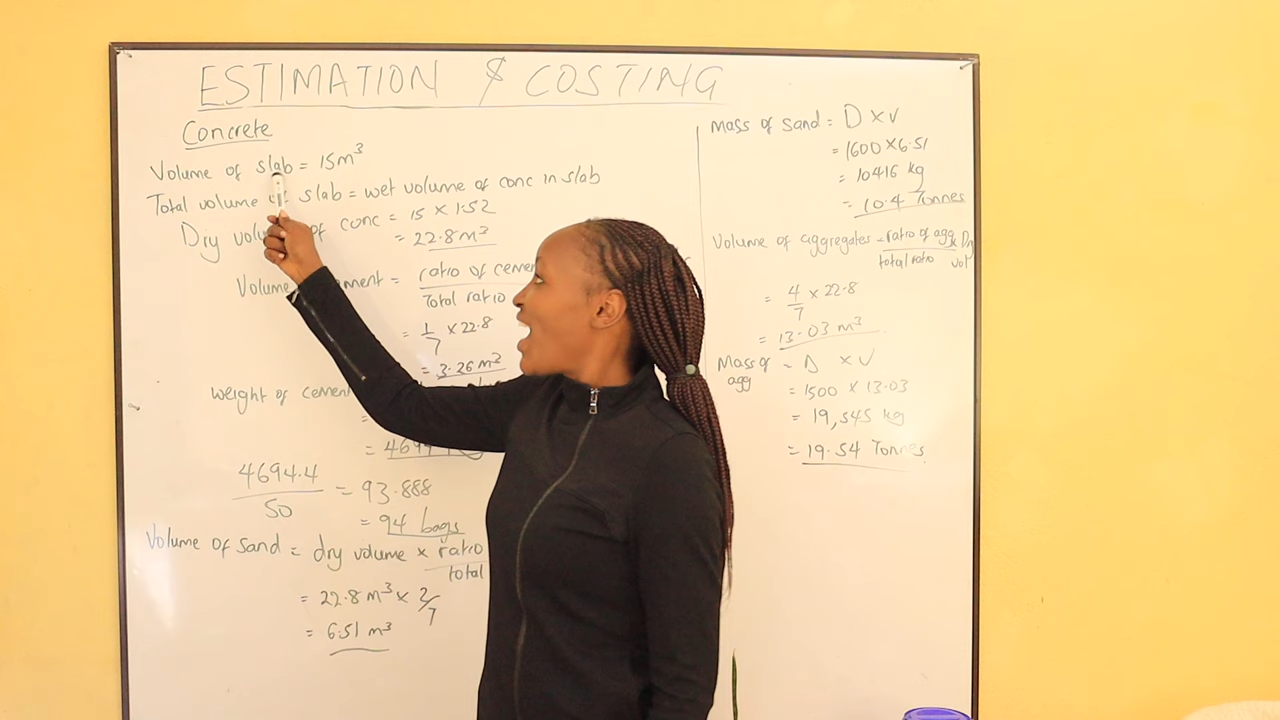 ESTIMATION & COSTING
Concrete
Volume of slab = 15m³
Total volume of slab = wet volume of conc in slab
Dry volume of conc = 15 x 1.52
= 22.8m³
Volume cement = ratio of cement
Total ratio
= 1/7 x 22.8
= 3.26 m³
weight of cement
=
= 469
4694.4
50
= 93.888
= 94 bags
Volume of sand = dry volume x ratio
total
= 22.8 m³ x 2/7
= 6.51 m³
Mass of sand = D x V
= 1600 x 6.51
= 10416 kg
= 10.4 Tonnes
Volume of aggregates = ratio of agg x Dry
total ratio vol
= 4/7 x 22.8
= 13.03 m³
Mass of agg = D x V
= 1500 x 13.03
= 19,545 kg
= 19.54 Tonnes